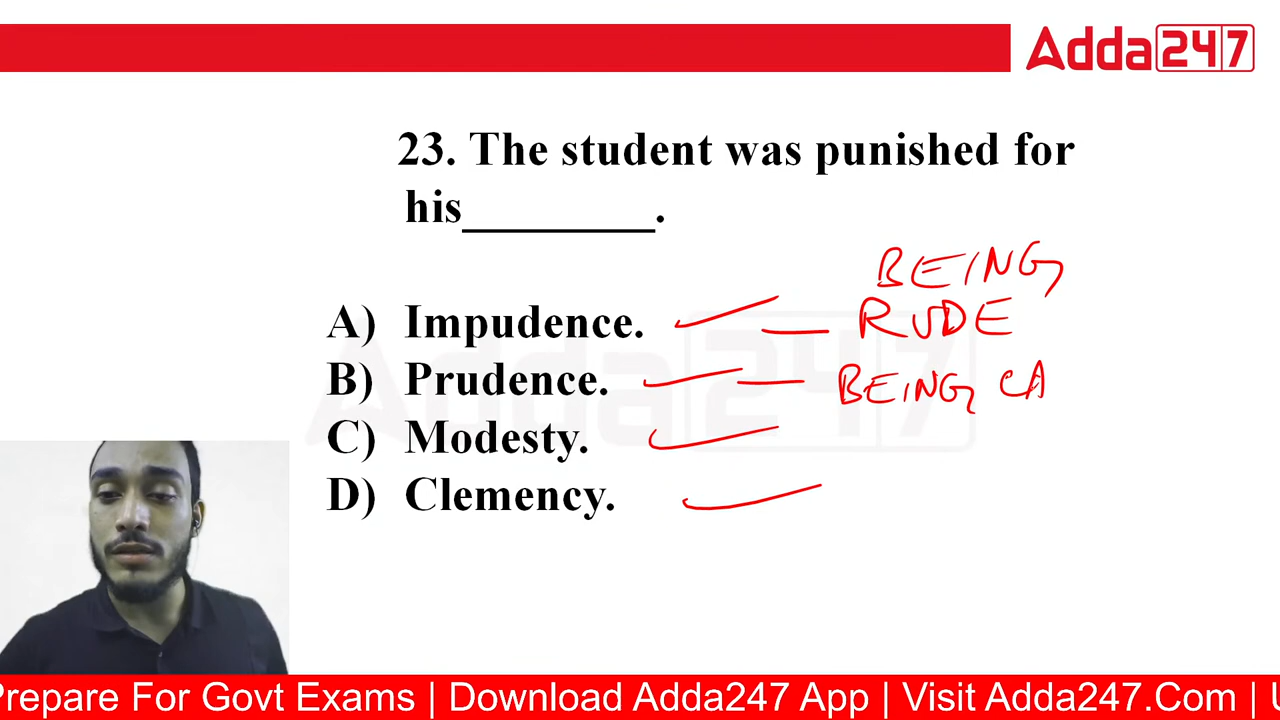 Adda247
23. The student was punished for
his________.
BEING
A) Impudence. — RUDE
B) Prudence. — BEING CA
C) Modesty.
D) Clemency.
Prepare For Govt Exams | Download Adda247 App | Visit Adda247.Com |